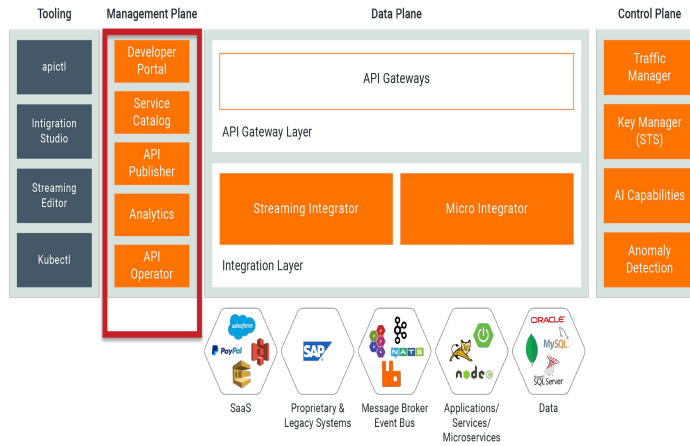 Tooling
Management Plane
Data Plane
Control Plane
apictl
Intigration
Studio
Streaming
Editor
Kubectl
Developer
Portal
Service
Catalog
API
Publisher
Analytics
API
Operator
API Gateways
API Gateway Layer
Streaming Integrator
Micro Integrator
Integration Layer
Traffic
Manager
Key Manager
(STS)
AI Capabilities
Anomaly
Detection
salesforce
PayPal
SAP
NATS
node
ORACLE
MySQL
SQL Server
SaaS
Proprietary &
Legacy Systems
Message Broker
Event Bus
Applications/
Services/
Microservices
Data